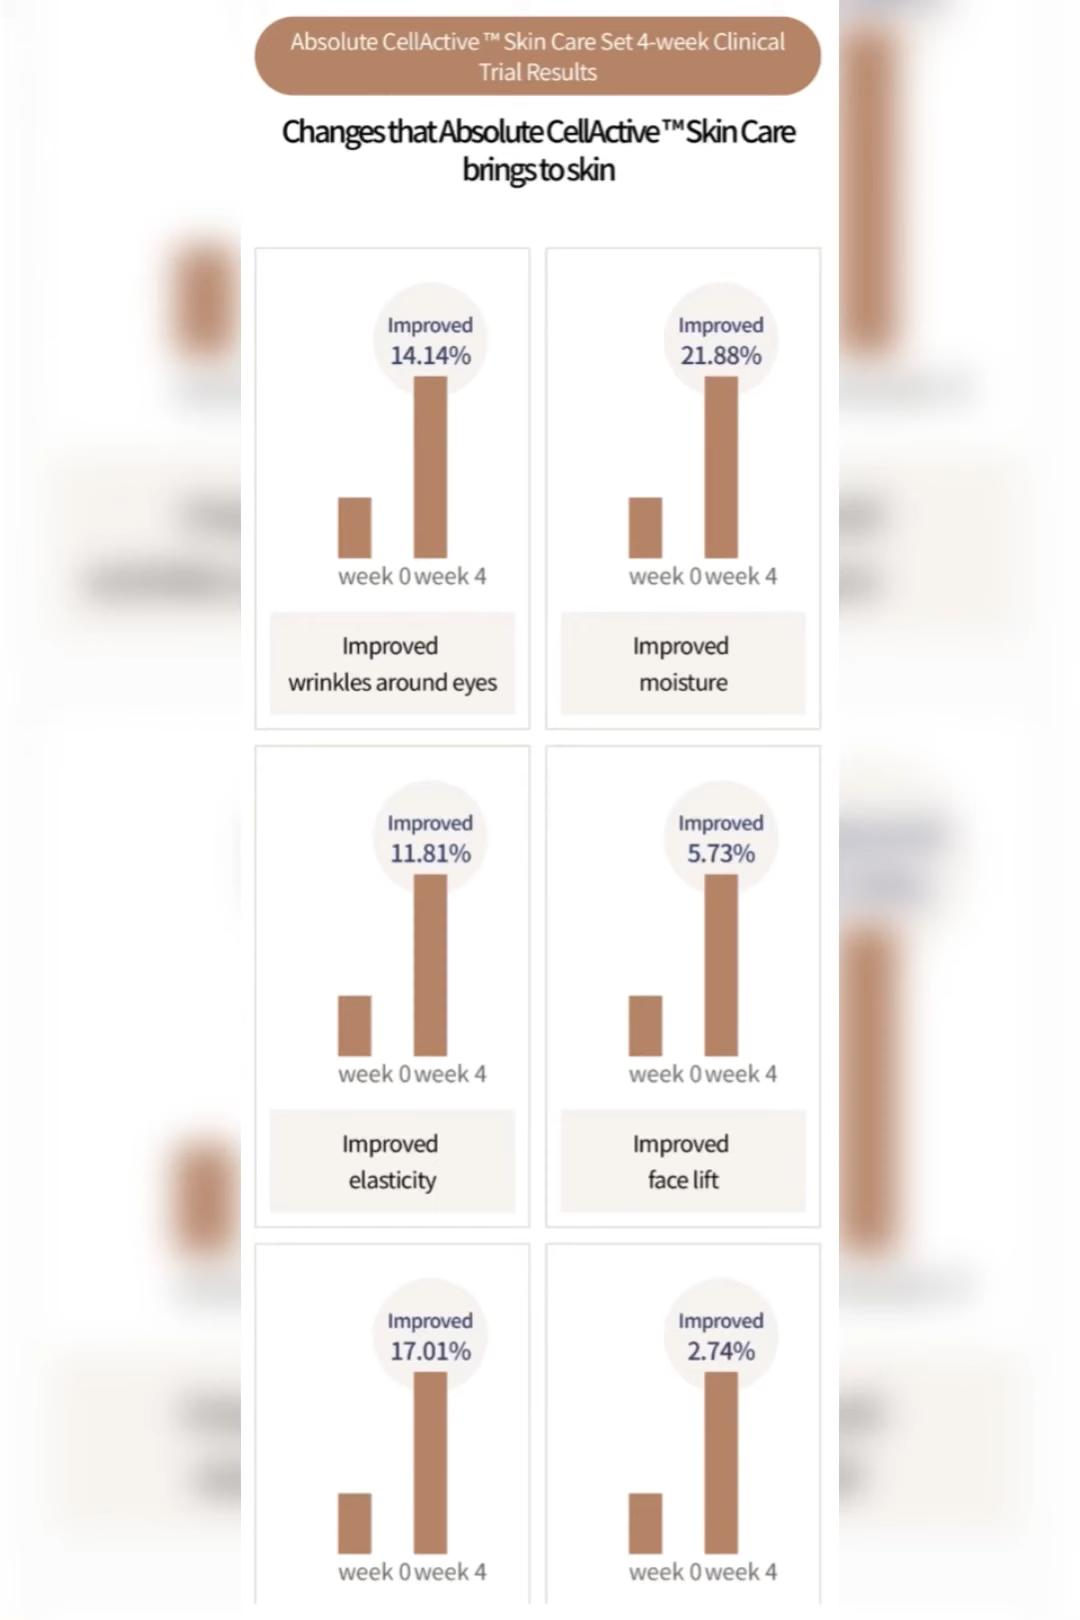 Absolute CellActive™ Skin Care Set 4-week Clinical
Trial Results
Changes that Absolute CellActive™ Skin Care
brings to skin
Improved
14.14%
week 0 week 4
Improved
wrinkles around eyes
Improved
21.88%
week 0 week 4
Improved
moisture
Improved
11.81%
week 0 week 4
Improved
elasticity
Improved
5.73%
week 0 week 4
Improved
face lift
Improved
17.01%
week 0 week 4
Improved
2.74%
week 0 week 4